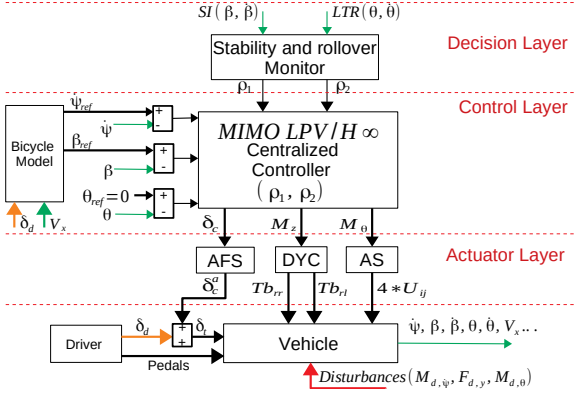 SI(β, β̇) LTR(θ, θ̇)
Stability and rollover
Monitor
Decision Layer
ρ₁ ρ₂
Control Layer
ψ̇ref
+
-
ψ̇
MIMO LPV/H ∞
Centralized
Controller
(ρ₁, ρ₂)
Bicycle
Model
βref
+
-
β
θref=0
+
-
θ
δd Vx
δc Mz Mθ
AFS DYC AS
Actuator Layer
δcᵃ Tbrr Tbrl 4*Uij
Driver
δd
+
+
δt
Vehicle
ψ̇, β, β̇, θ, θ̇, Vx...
Pedals
Disturbances(Md,ψ̇, Fd,y, Md,θ)